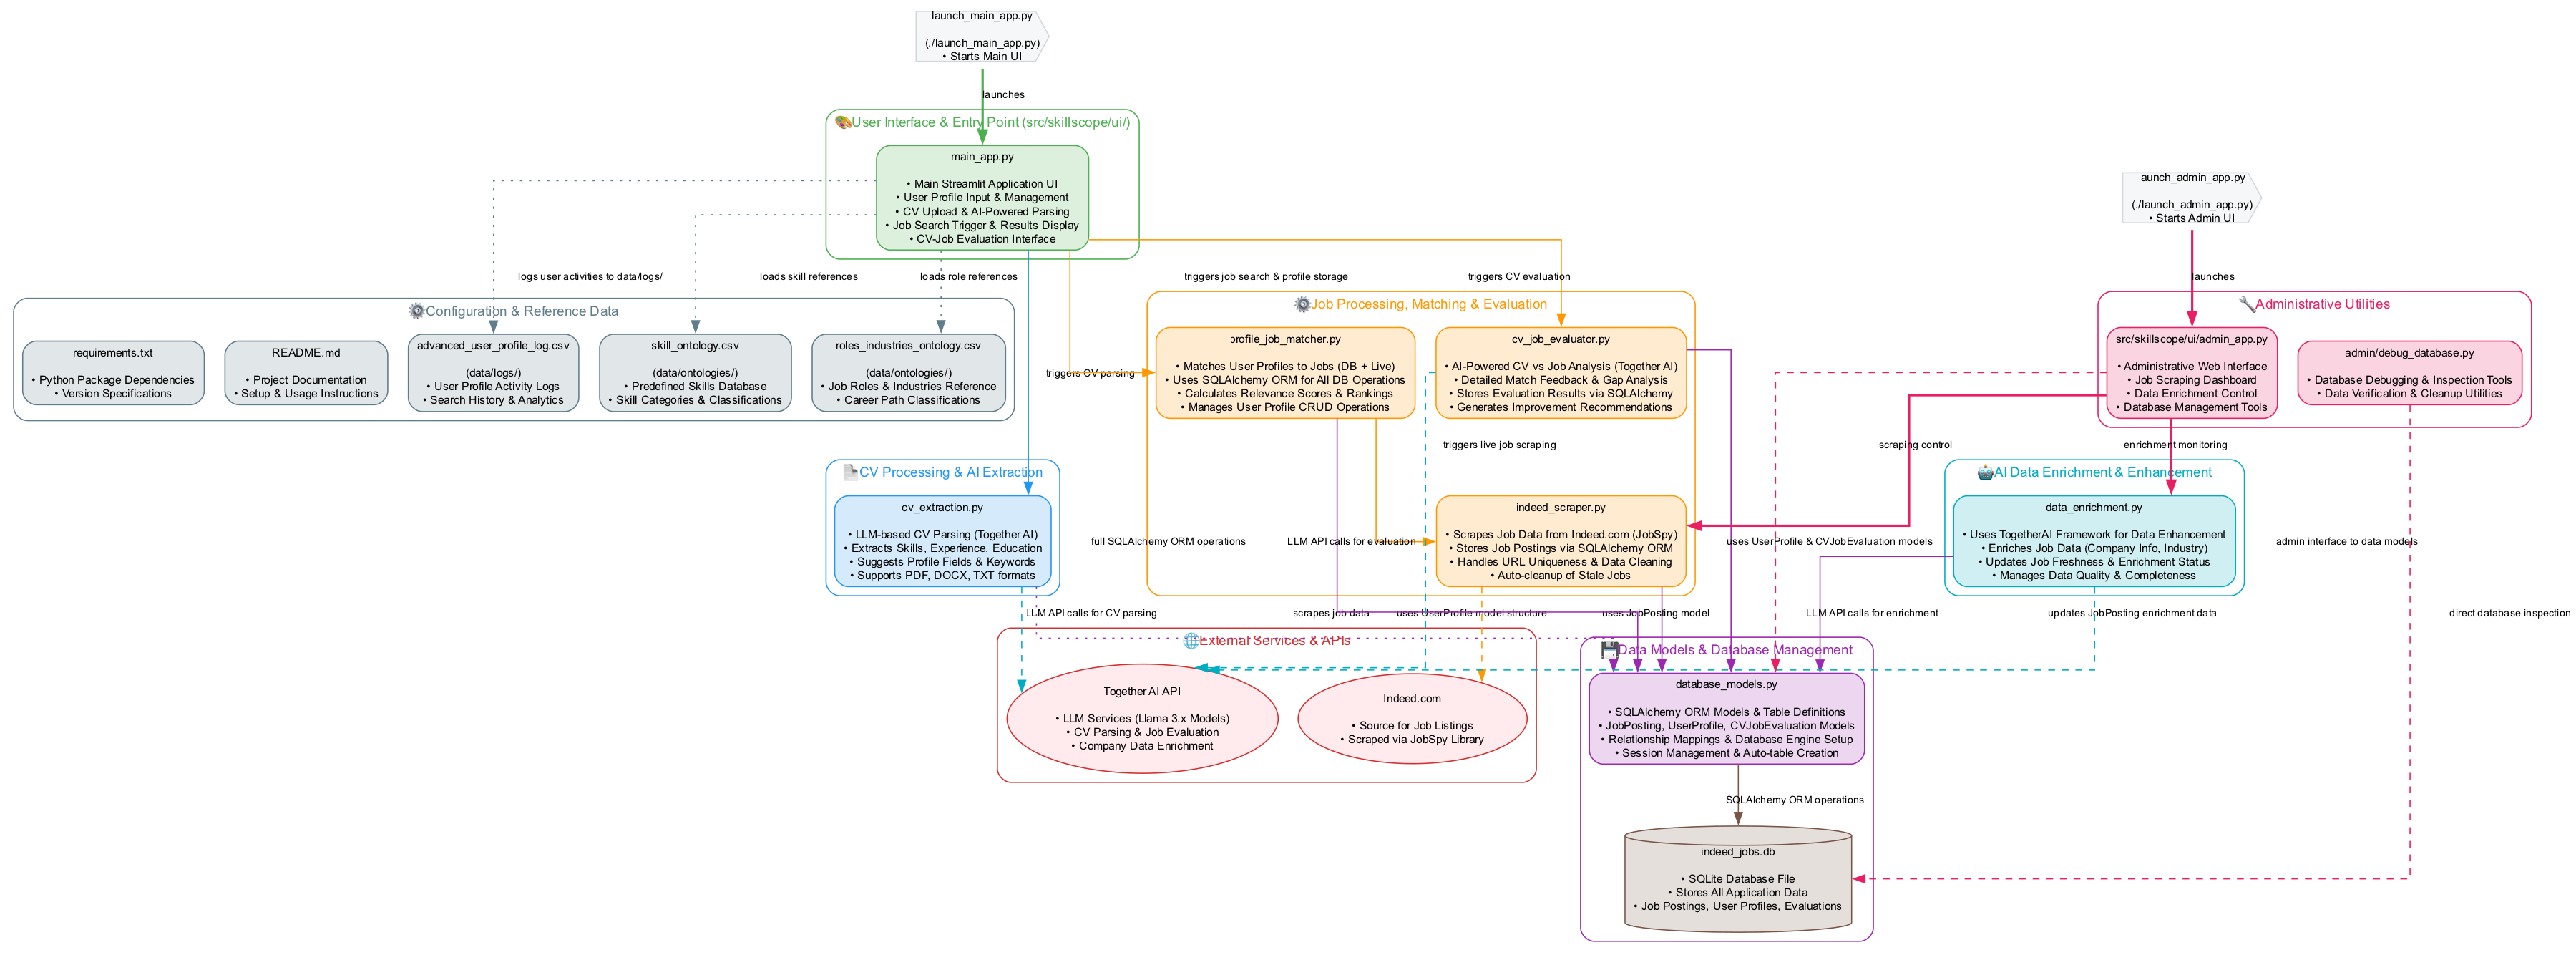 launch_main_app.py
(./launch_main_app.py)
• Starts Main UI
launches
User Interface & Entry Point (src/skillscope/ui/)
main_app.py
• Main Streamlit Application UI
• User Profile Input & Management
• CV Upload & AI-Powered Parsing
• Job Search Trigger & Results Display
• CV-Job Evaluation Interface
launch_admin_app.py
(./launch_admin_app.py)
• Starts Admin UI
launches
logs user activities to data/logs/
loads skill references
loads role references
triggers job search & profile storage
triggers CV evaluation
Configuration & Reference Data
requirements.txt
• Python Package Dependencies
• Version Specifications
README.md
• Project Documentation
• Setup & Usage Instructions
advanced_user_profile_log.csv
(data/logs/)
• User Profile Activity Logs
• Search History & Analytics
skill_ontology.csv
(data/ontologies/)
• Predefined Skills Database
• Skill Categories & Classifications
roles_industries_ontology.csv
(data/ontologies/)
• Job Roles & Industries Reference
• Career Path Classifications
triggers CV parsing
Job Processing, Matching & Evaluation
profile_job_matcher.py
• Matches User Profiles to Jobs (DB + Live)
• Uses SQLAlchemy ORM for All DB Operations
• Calculates Relevance Scores & Rankings
• Manages User Profile CRUD Operations
cv_job_evaluator.py
• AI-Powered CV vs Job Analysis (Together AI)
• Detailed Match Feedback & Gap Analysis
• Stores Evaluation Results via SQLAlchemy
• Generates Improvement Recommendations
Administrative Utilities
src/skillscope/ui/admin_app.py
• Administrative Web Interface
• Job Scraping Dashboard
• Data Enrichment Control
• Database Management Tools
admin/debug_database.py
• Database Debugging & Inspection Tools
• Data Verification & Cleanup Utilities
triggers live job scraping
scraping control
enrichment monitoring
CV Processing & AI Extraction
cv_extraction.py
• LLM-based CV Parsing (Together AI)
• Extracts Skills, Experience, Education
• Suggests Profile Fields & Keywords
• Supports PDF, DOCX, TXT formats
full SQLAlchemy ORM operations
LLM API calls for evaluation
indeed_scraper.py
• Scrapes Job Data from Indeed.com (JobSpy)
• Stores Job Postings via SQLAlchemy ORM
• Handles URL Uniqueness & Data Cleaning
• Auto-cleanup of Stale Jobs
uses UserProfile & CVJobEvaluation models
AI Data Enrichment & Enhancement
data_enrichment.py
• Uses TogetherAI Framework for Data Enhancement
• Enriches Job Data (Company Info, Industry)
• Updates Job Freshness & Enrichment Status
• Manages Data Quality & Completeness
admin interface to data models
LLM API calls for CV parsing
scrapes job data
uses UserProfile model structure
uses JobPosting model
LLM API calls for enrichment
updates JobPosting enrichment data
direct database inspection
External Services & APIs
Together AI API
• LLM Services (Llama 3.x Models)
• CV Parsing & Job Evaluation
• Company Data Enrichment
Indeed.com
• Source for Job Listings
• Scraped via JobSpy Library
Data Models & Database Management
database_models.py
• SQLAlchemy ORM Models & Table Definitions
• JobPosting, UserProfile, CVJobEvaluation Models
• Relationship Mappings & Database Engine Setup
• Session Management & Auto-table Creation
SQLAlchemy ORM operations
indeed_jobs.db
• SQLite Database File
• Stores All Application Data
• Job Postings, User Profiles, Evaluations